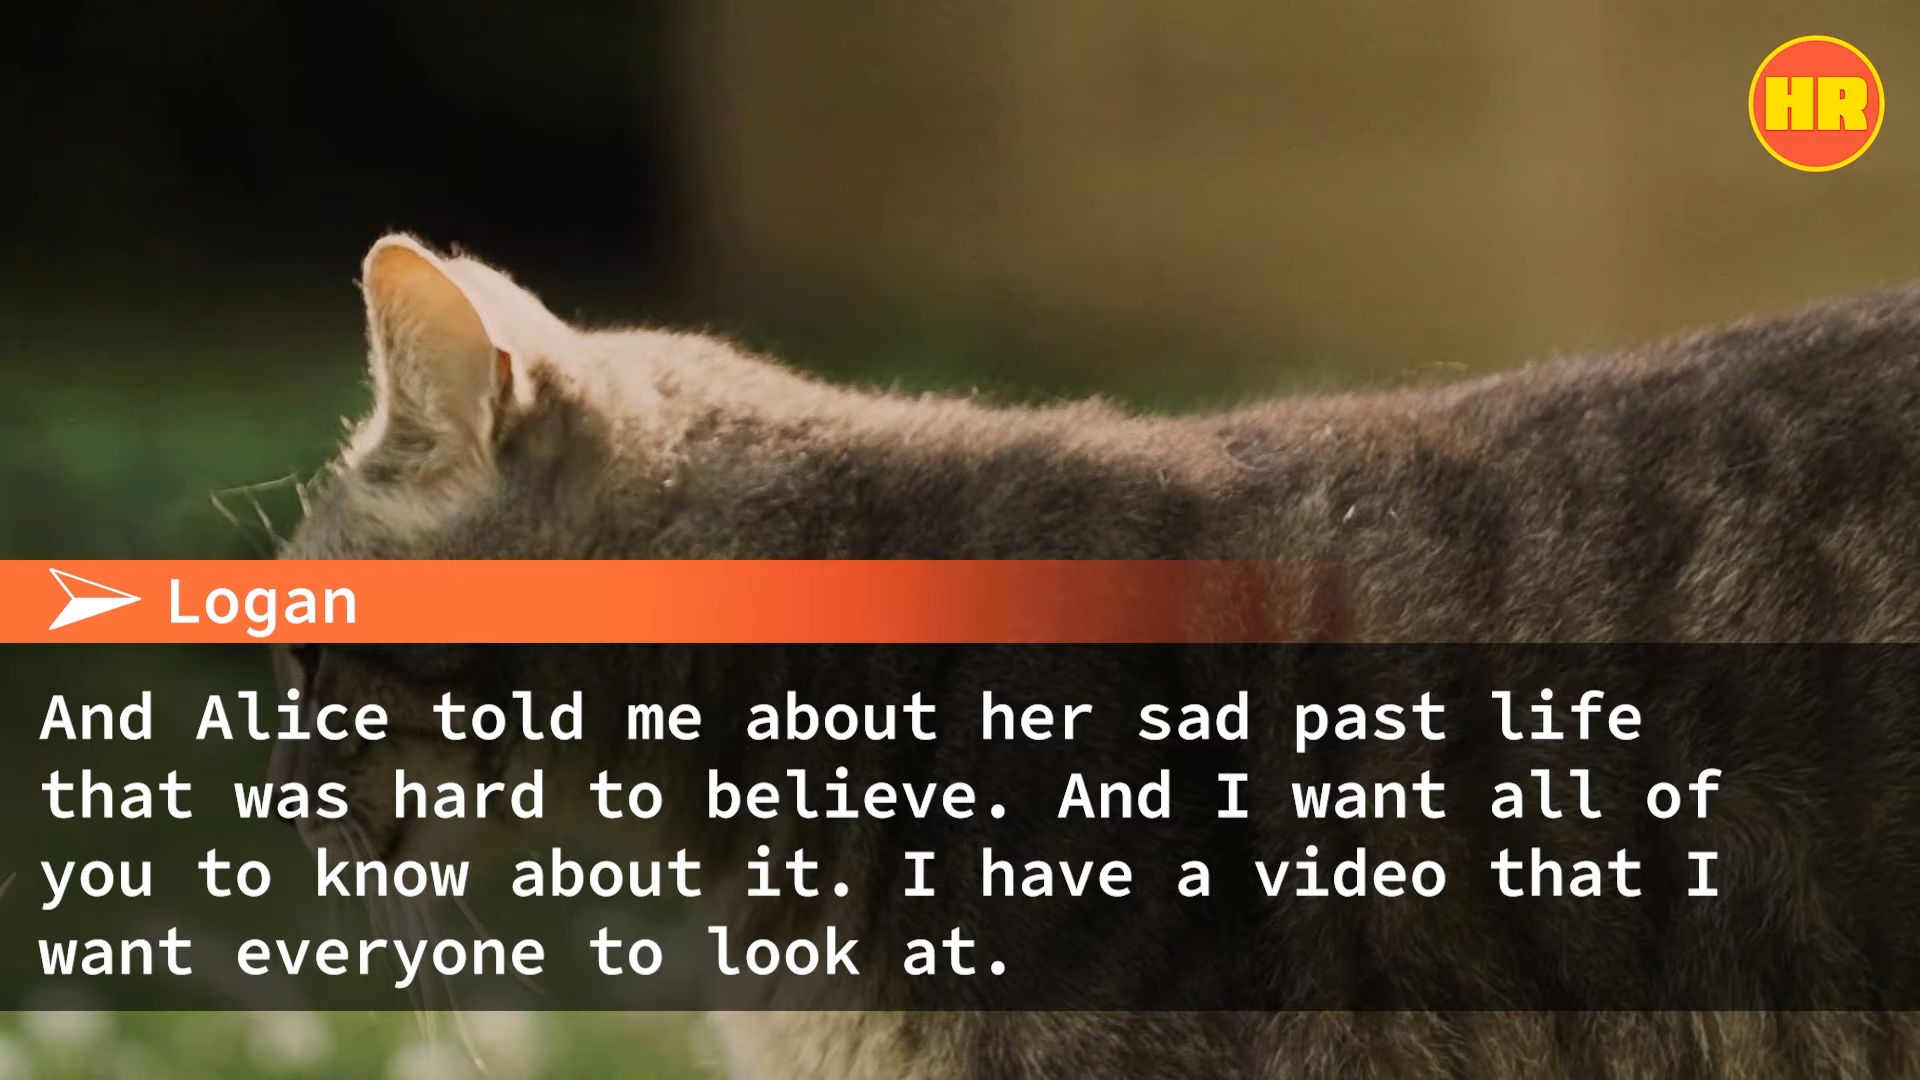 HR
Logan
And Alice told me about her sad past life
that was hard to believe. And I want all of
you to know about it. I have a video that I
want everyone to look at.